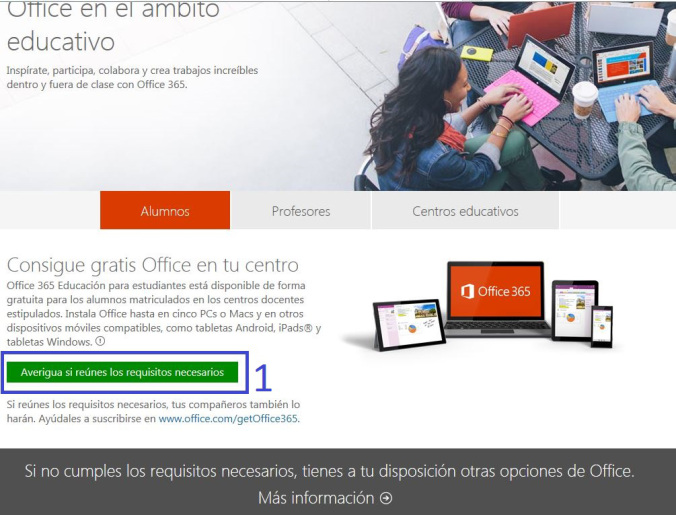 Office en el ámbito
educativo
Inspírate, participa, colabora y crea trabajos increíbles
dentro y fuera de clase con Office 365.
Alumnos
Profesores
Centros educativos
Consigue gratis Office en tu centro
Office 365 Educación para estudiantes está disponible de forma
gratuita para los alumnos matriculados en los centros docentes
estipulados. Instala Office hasta en cinco PCs o Macs y en otros
dispositivos móviles compatibles, como tabletas Android, iPads® y
tabletas Windows. ⓘ
Averigua si reúnes los requisitos necesarios
1
Si reúnes los requisitos necesarios, tus compañeros también lo
harán. Ayúdales a suscribirse en www.office.com/getOffice365.
Office 365
Si no cumples los requisitos necesarios, tienes a tu disposición otras opciones de Office.
Más información